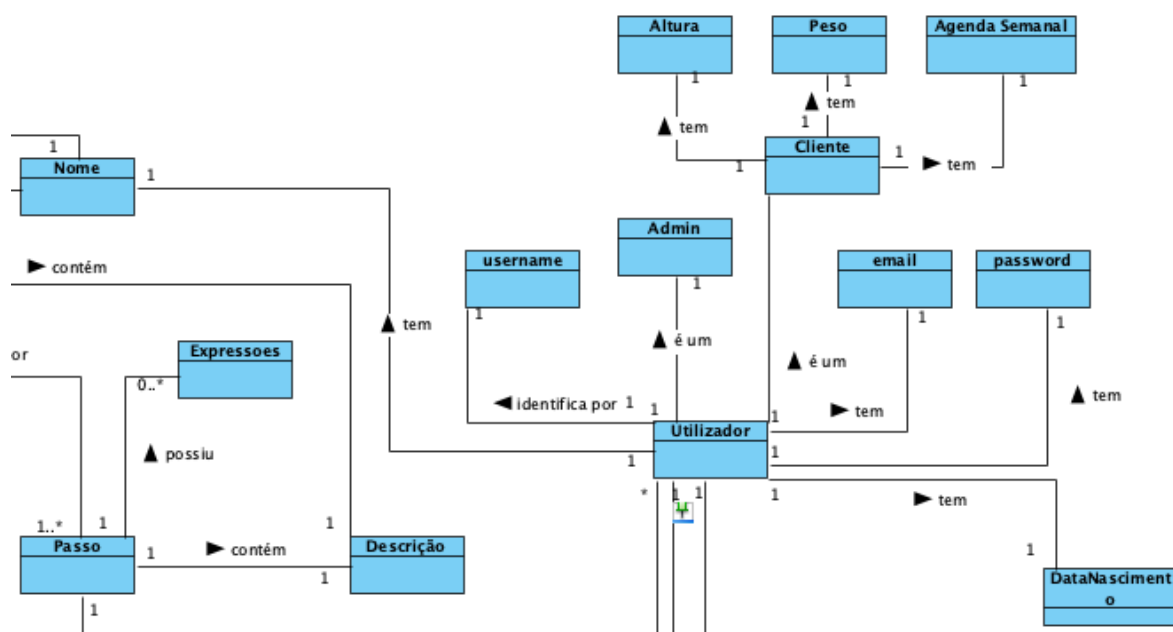 Altura
Peso
Agenda Semanal
1
1
1
tem
tem
1
1
Cliente
1
1
tem
Nome
1
Admin
1
username
email
password
contém
1
1
1
1
tem
é um
or
Expressoes
0..*
é um
tem
tem
identifica por
1
1
1
Utilizador
possiu
1
1
*
1
1
1
tem
1..*
1
1
1
Passo
1
contém
Descrição
1
DataNasciment
o
1